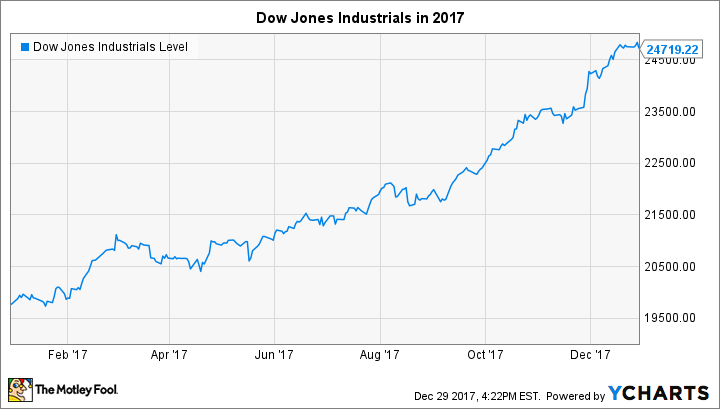 Dow Jones Industrials in 2017
Dow Jones Industrials Level
24719.22
24500.00
23500.00
22500.00
21500.00
20500.00
19500.00
Feb '17 Apr '17 Jun '17 Aug '17 Oct '17 Dec '17
The Motley Fool.
Dec 29 2017, 4:22PM EST. Powered by YCHARTS